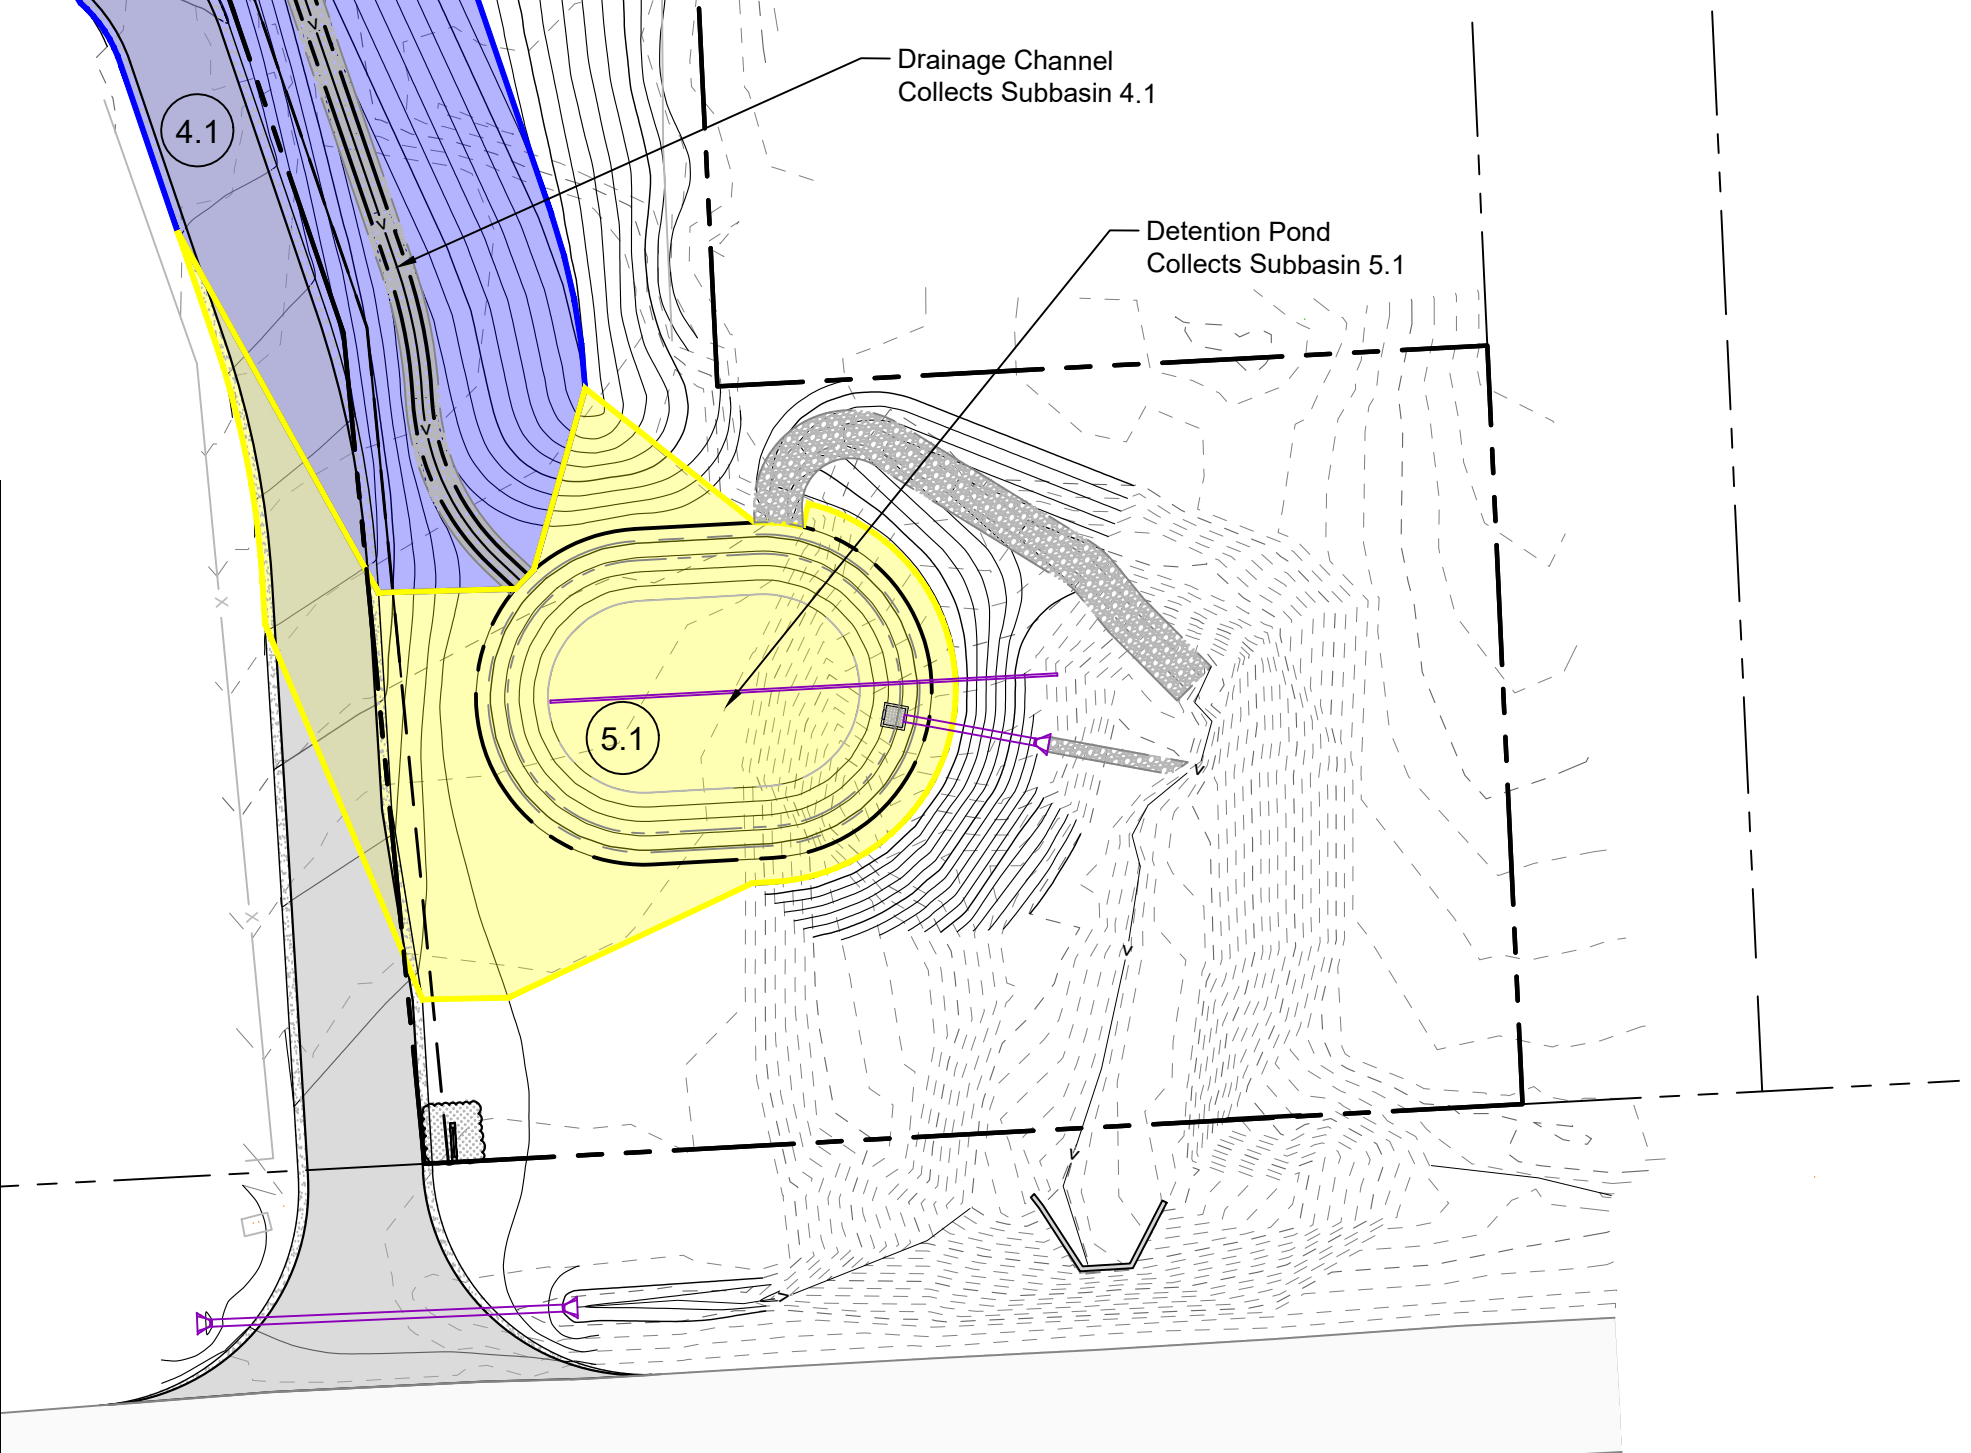 Drainage Channel
Collects Subbasin 4.1
4.1
Detention Pond
Collects Subbasin 5.1
5.1